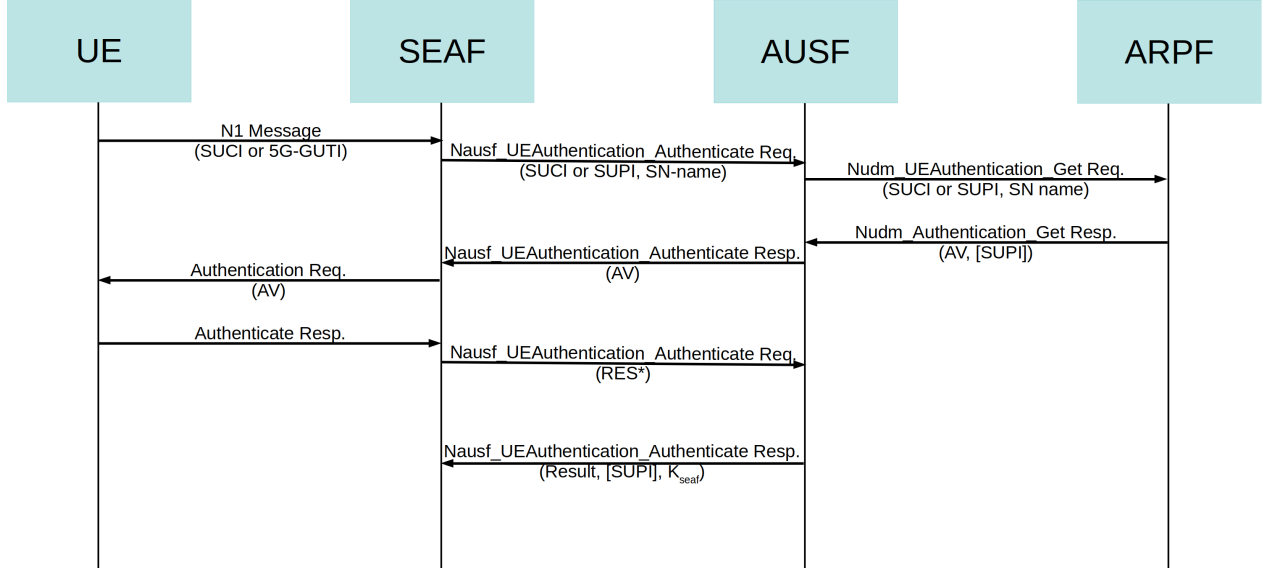 UE
SEAF
AUSF
ARPF
N1 Message
(SUCI or 5G-GUTI)
Nausf_UEAuthentication_Authenticate Req.
(SUCI or SUPI, SN-name)
Nudm_UEAuthentication_Get Req.
(SUCI or SUPI, SN name)
Nudm_Authentication_Get Resp.
(AV, [SUPI])
Nausf_UEAuthentication_Authenticate Resp.
(AV)
Authentication Req.
(AV)
Authenticate Resp.
Nausf_UEAuthentication_Authenticate Req.
(RES*)
Nausf_UEAuthentication_Authenticate Resp.
(Result, [SUPI], Kseaf)